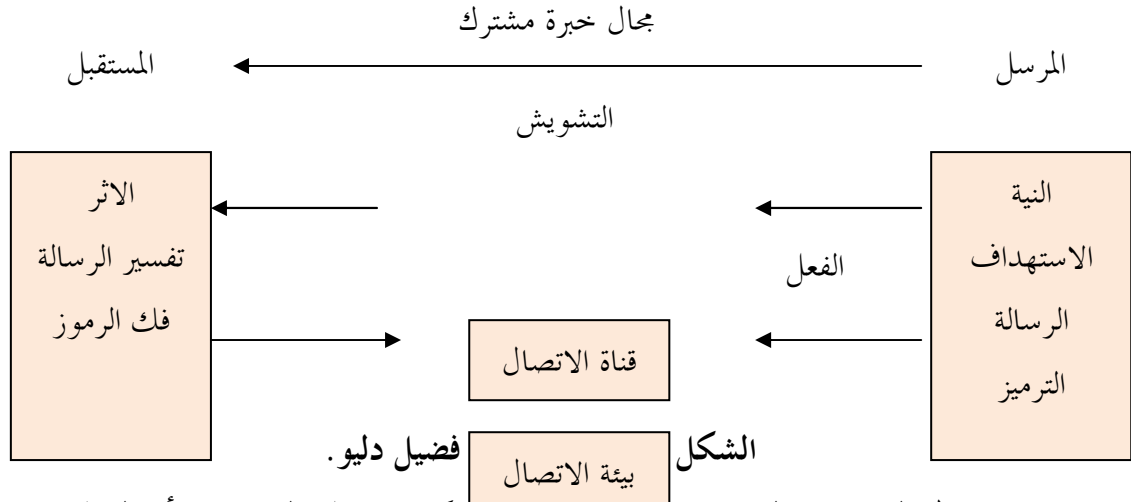 مجال خبرة مشترك
المرسل
المستقبل
التشويش
النية
الاستهداف
الرسالة
الترميز
الفعل
الاثر
تفسير الرسالة
فك الرموز
قناة الاتصال
الشكل
فضيل دليو.
بيئة الاتصال